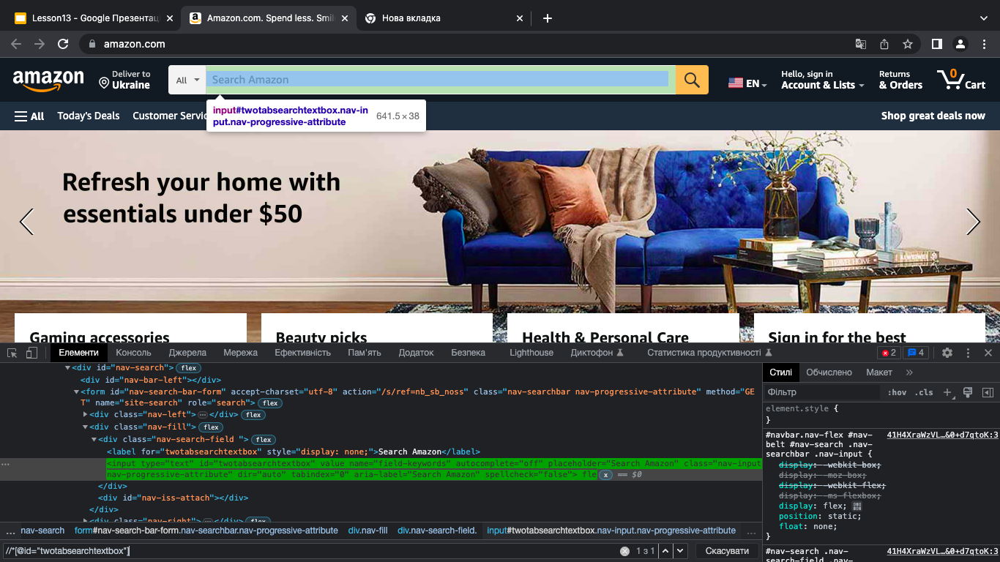 Lesson13 - Google Презентац
Amazon.com. Spend less. Smil
Нова вкладка
amazon.com
amazon
Deliver to
Ukraine
All
Search Amazon
EN
Hello, sign in
Account & Lists
Returns
& Orders
0
Cart
All
Today's Deals
Customer Servic
Shop great deals now
input#twotabsearchtextbox.nav-in
put.nav-progressive-attribute
641.5 × 38
Refresh your home with
essentials under $50
Gaming accessories
Beauty picks
Health & Personal Care
Sign in for the best
Елементи
Консоль
Джерела
Мережа
Ефективність
Пам'ять
Додаток
Безпека
Lighthouse
Диктофон
Статистика продуктивності
2
4
<div id="nav-search"> flex
<div id="nav-bar-left"></div>
<form id="nav-search-bar-form" accept-charset="utf-8" action="/s/ref=nb_sb_noss" class="nav-searchbar nav-progressive-attribute" method="GE
T" name="site-search" role="search"> flex
<div class="nav-left"> … </div> flex
<div class="nav-fill"> flex
<div class="nav-search-field "> flex
<label for="twotabsearchtextbox" style="display: none;">Search Amazon</label>
<input type="text" id="twotabsearchtextbox" value name="field-keywords" autocomplete="off" placeholder="Search Amazon" class="nav-input
nav-progressive-attribute" dir="auto" tabindex="0" aria-label="Search Amazon" spellcheck="false"> fle x == $0
</div>
<div id="nav-iss-attach"></div>
</div>
<div class="nav-right"> … </div> flex
... nav-search form#nav-search-bar-form.nav-searchbar.nav-progressive-attribute div.nav-fill div.nav-search-field. input#twotabsearchtextbox.nav-input.nav-progressive-attribute ...
//*[@id="twotabsearchtextbox"]
1 з 1
Скасувати
Стилі
Обчислено
Макет
»
Фільтр
:hov
.cls
element.style {
}
#navbar.nav-flex #nav-
belt #nav-search .nav-
searchbar .nav-input {
41H4XraWzVL…&0+d7qtoK:3
display: -webkit-box;
display: -moz-box;
display: -webkit-flex;
display: -ms-flexbox;
display: flex;
position: static;
float: none;
}
#nav-search .nav-
search-field .nav-
41H4XraWzVL…&0+d7qtoK:3